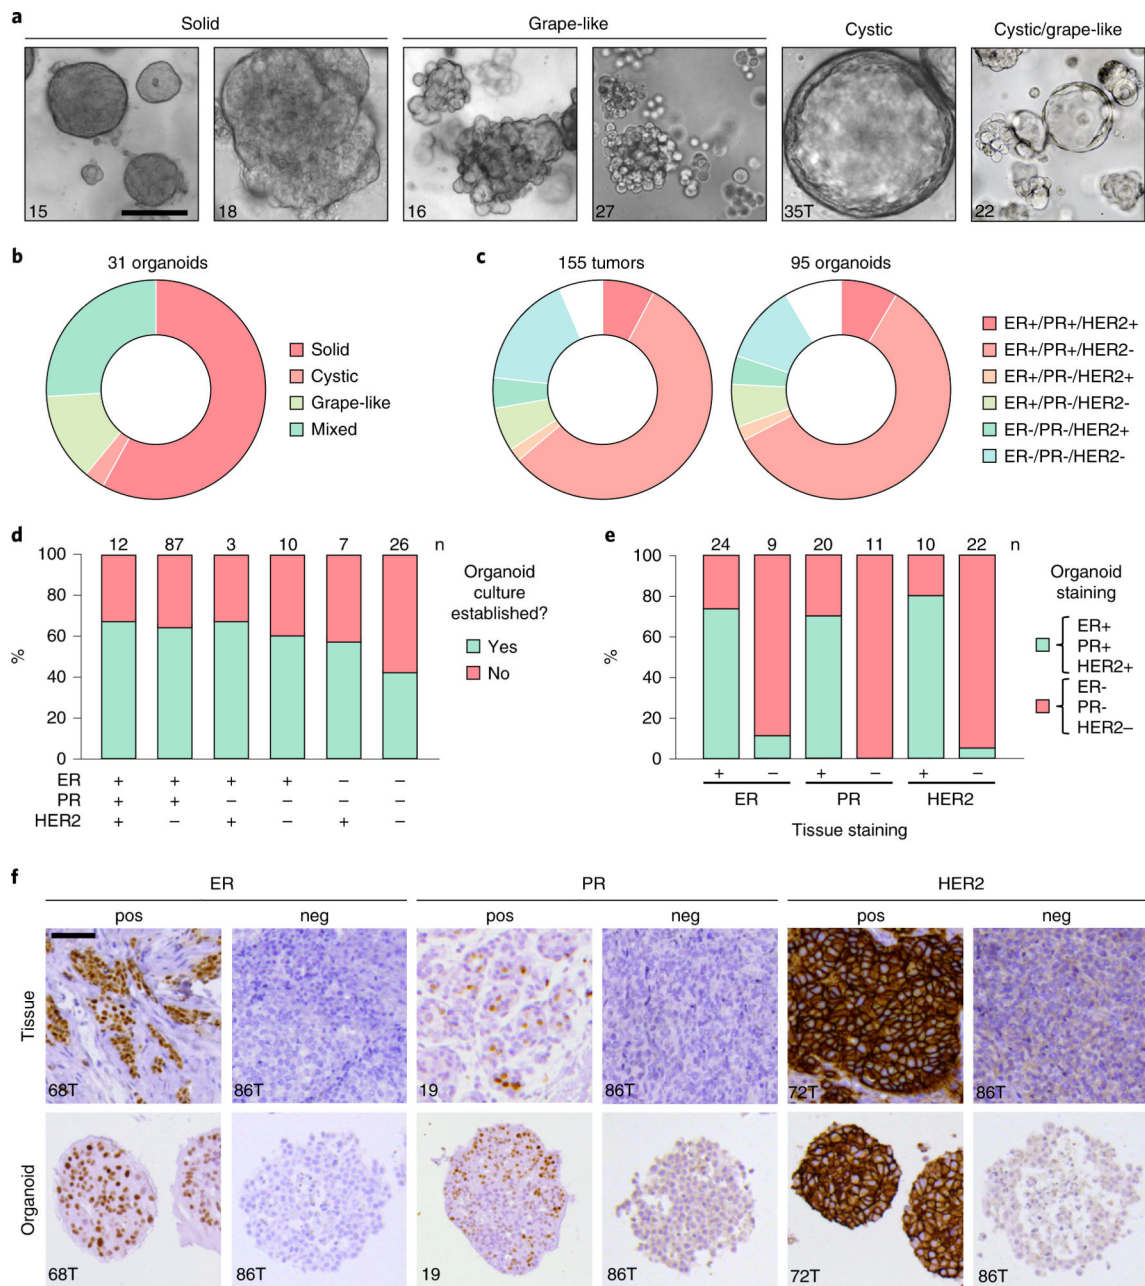 a
Solid
Grape-like
Cystic
Cystic/grape-like
15
18
16
27
35T
22
b
31 organoids
Solid
Cystic
Grape-like
Mixed
c
155 tumors
95 organoids
ER+/PR+/HER2+
ER+/PR+/HER2-
ER+/PR-/HER2+
ER+/PR-/HER2-
ER-/PR-/HER2+
ER-/PR-/HER2-
d
12 87 3 10 7 26 n
100
80
60
40
20
0
%
ER + + + + − −
PR + + − − − −
HER2 + − + − + −
Organoid
culture
established?
Yes
No
e
24 9 20 11 10 22 n
100
80
60
40
20
0
%
+ − + − + −
ER PR HER2
Tissue staining
Organoid
staining
ER+
PR+
HER2+
ER-
PR-
HER2–
f
ER
PR
HER2
pos neg pos neg pos neg
Tissue
68T 86T 19 86T 72T 86T
Organoid
68T 86T 19 86T 72T 86T